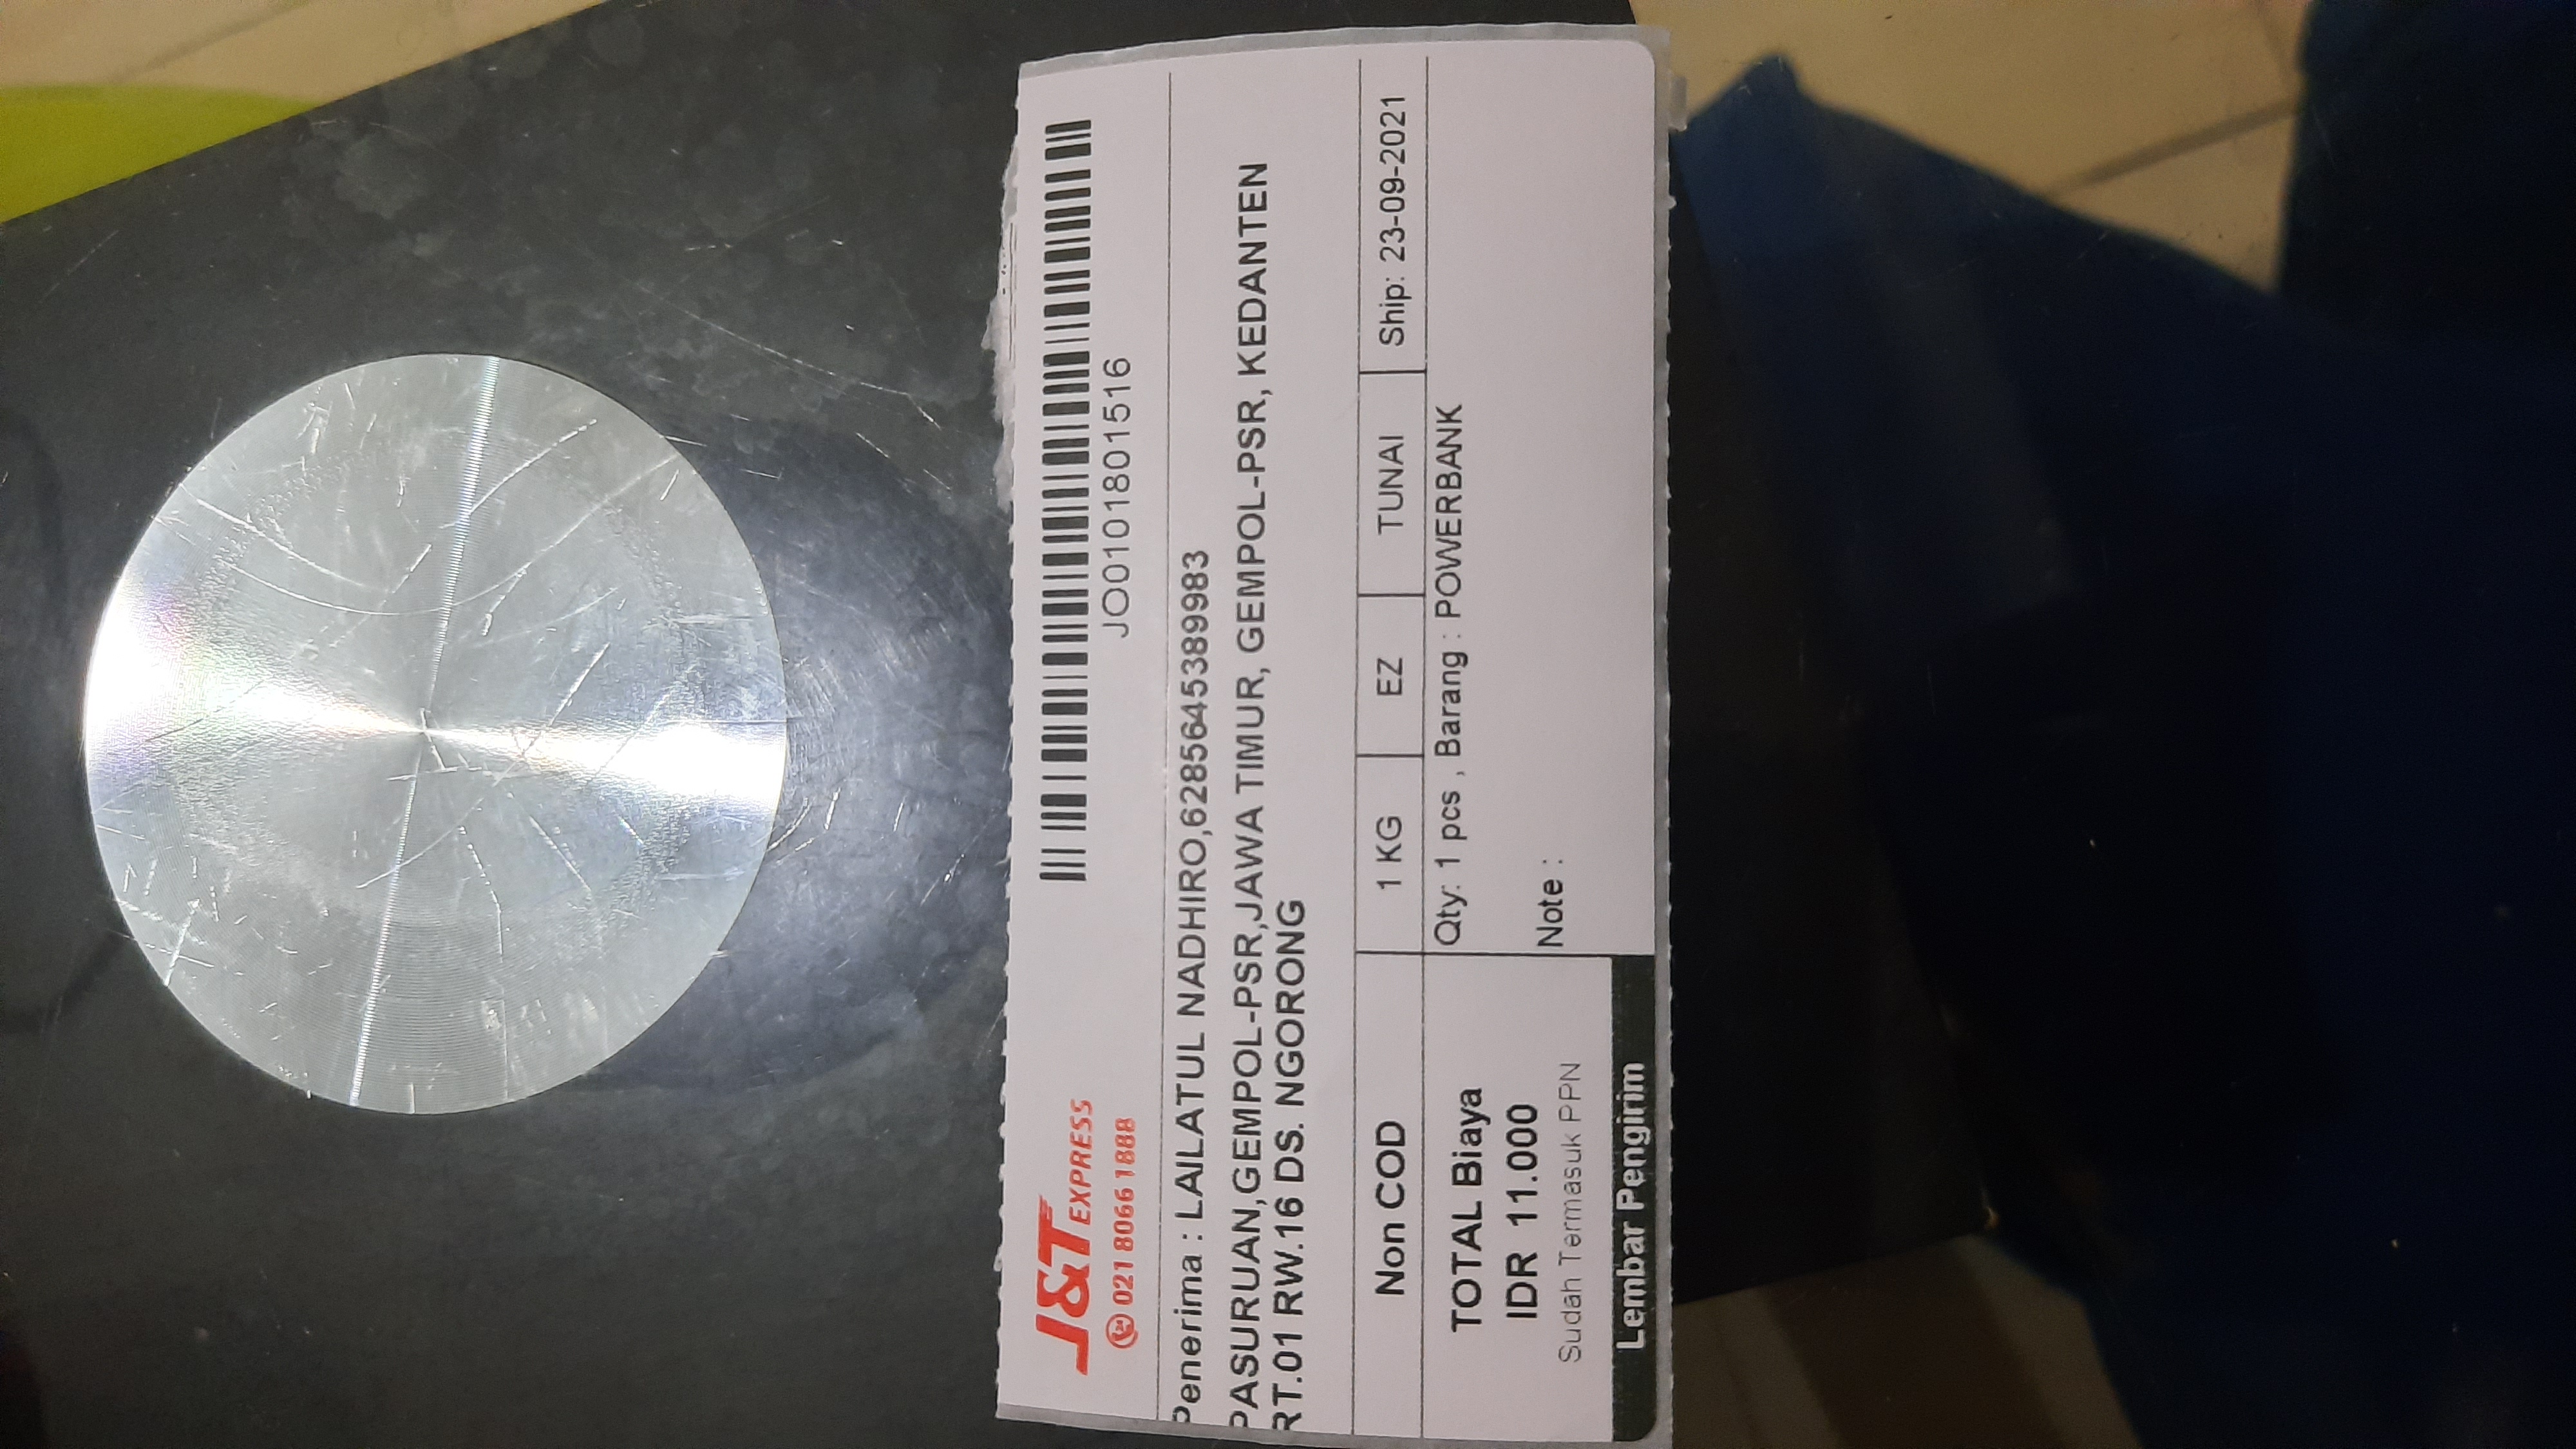 J&T EXPRESS
021 8066 1888
JO0101801516
Penerima : LAILATUL NADHIRO,6285645389983
PASURUAN,GEMPOL-PSR,JAWA TIMUR, GEMPOL-PSR, KEDANTEN
RT.01 RW.16 DS. NGORONG
Non COD
1 KG
EZ
TUNAI
Ship: 23-09-2021
TOTAL Biaya
IDR 11.000
Sudah Termasuk PPN
Lembar Pengirim
Qty: 1 pcs , Barang : POWERBANK
Note :